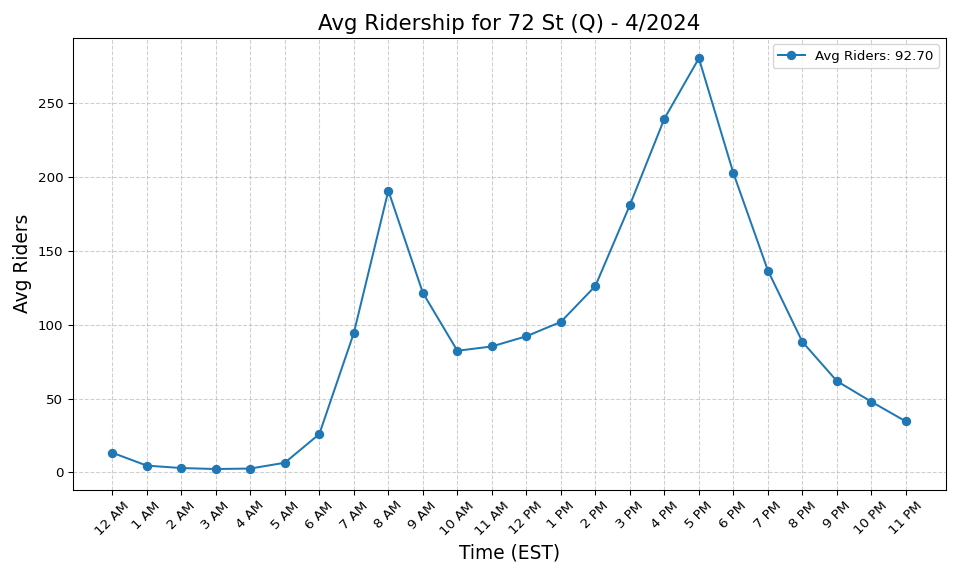 Avg Ridership for 72 St (Q) - 4/2024
Avg Riders: 92.70
Avg Riders
250
200
150
100
50
0
12 AM
1 AM
2 AM
3 AM
4 AM
5 AM
6 AM
7 AM
8 AM
9 AM
10 AM
11 AM
12 PM
1 PM
2 PM
3 PM
4 PM
5 PM
6 PM
7 PM
8 PM
9 PM
10 PM
11 PM
Time (EST)